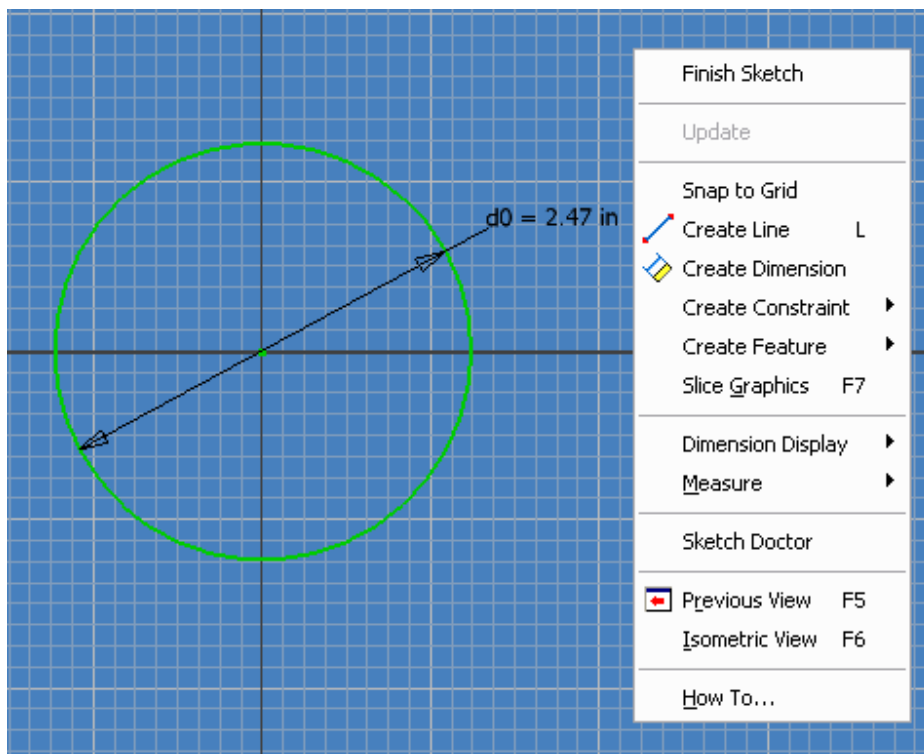 d0 = 2.47 in
Finish Sketch
Update
Snap to Grid
Create Line L
Create Dimension
Create Constraint
Create Feature
Slice Graphics F7
Dimension Display
Measure
Sketch Doctor
Previous View F5
Isometric View F6
How To...